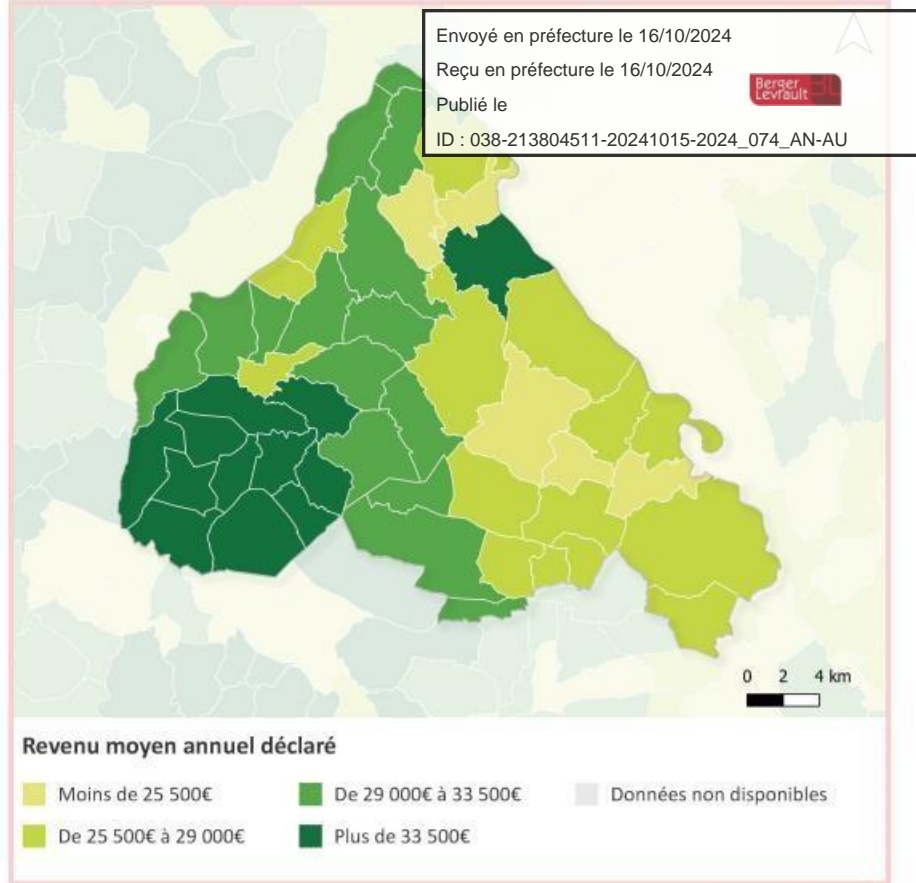 Envoyé en préfecture le 16/10/2024
Reçu en préfecture le 16/10/2024
Berger
Levrault
Publié le
ID : 038-213804511-20241015-2024_074_AN-AU
0 2 4 km
Revenu moyen annuel déclaré
Moins de 25 500€
De 29 000€ à 33 500€
Données non disponibles
De 25 500€ à 29 000€
Plus de 33 500€